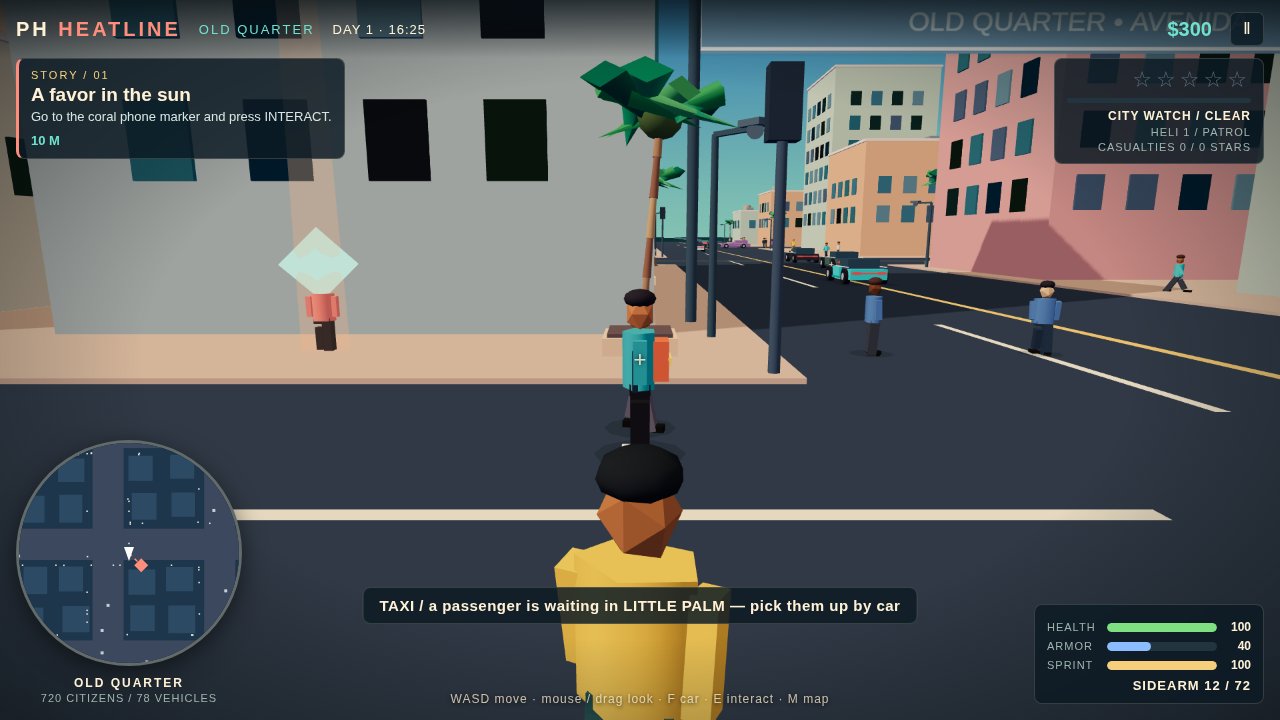 PH HEATLINE OLD QUARTER DAY 1 · 16:25
OLD QUARTER • AVENID
$300
STORY / 01
A favor in the sun
Go to the coral phone marker and press INTERACT.
10 M
☆☆☆☆☆
CITY WATCH / CLEAR
HELI 1 / PATROL
CASUALTIES 0 / 0 STARS
TAXI / a passenger is waiting in LITTLE PALM — pick them up by car
HEALTH 100
ARMOR 40
SPRINT 100
SIDEARM 12 / 72
OLD QUARTER
720 CITIZENS / 78 VEHICLES
WASD move · mouse / drag look · F car · E interact · M map